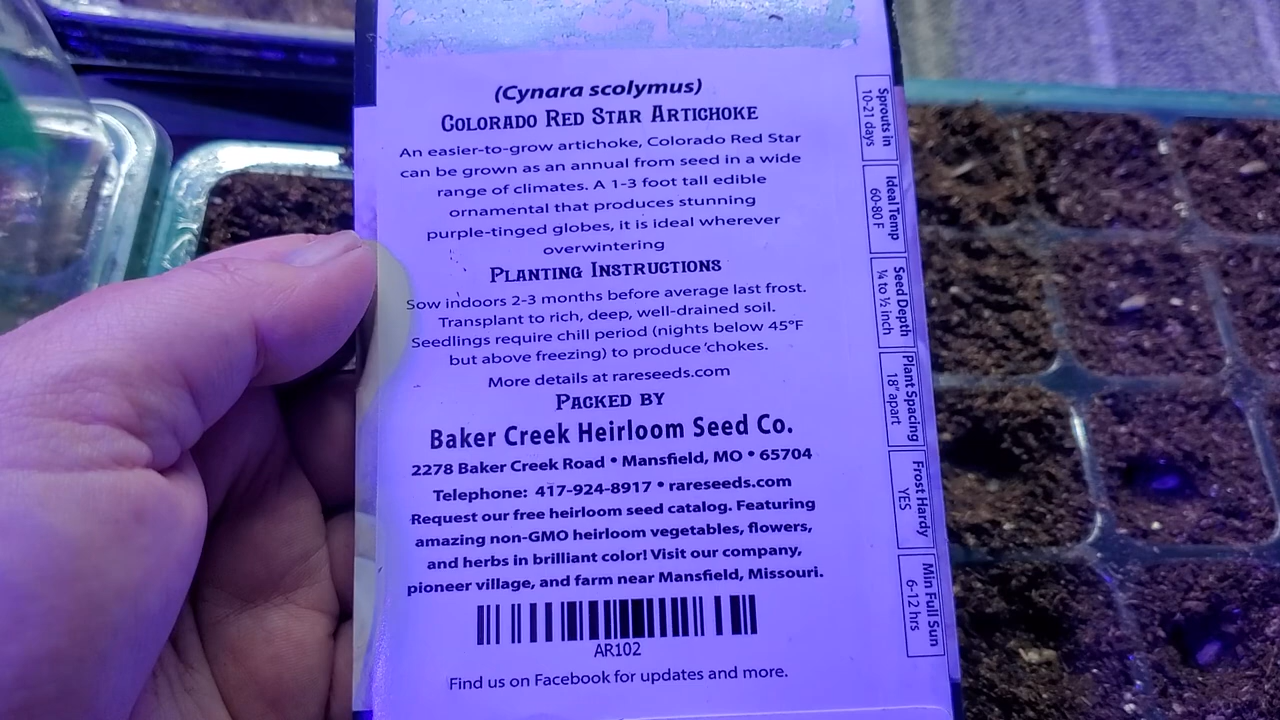 (Cynara scolymus)
Colorado Red Star Artichoke
An easier-to-grow artichoke, Colorado Red Star
can be grown as an annual from seed in a wide
range of climates. A 1-3 foot tall edible
ornamental that produces stunning
purple-tinged globes, it is ideal wherever
overwintering
Planting Instructions
Sow indoors 2-3 months before average last frost.
Transplant to rich, deep, well-drained soil.
Seedlings require chill period (nights below 45°F
but above freezing) to produce ‘chokes.
More details at rareseeds.com
Packed by
Baker Creek Heirloom Seed Co.
2278 Baker Creek Road • Mansfield, MO • 65704
Telephone: 417-924-8917 • rareseeds.com
Request our free heirloom seed catalog. Featuring
amazing non-GMO heirloom vegetables, flowers,
and herbs in brilliant color! Visit our company,
pioneer village, and farm near Mansfield, Missouri.
AR102
Find us on Facebook for updates and more.
Sprouts in
10-21 days
Ideal Temp
60-80 F
Seed Depth
¼ to ½ inch
Plant Spacing
18" apart
Frost Hardy
YES
Min Full Sun
6-12 hrs